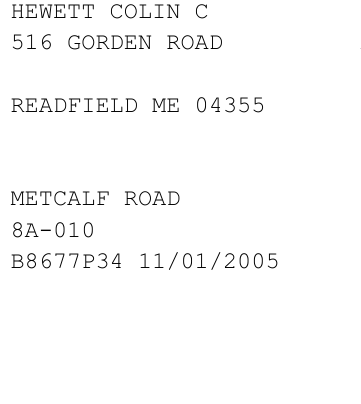 HEWETT COLIN C
516 GORDEN ROAD
READFIELD ME 04355
METCALF ROAD
8A-010
B8677P34 11/01/2005